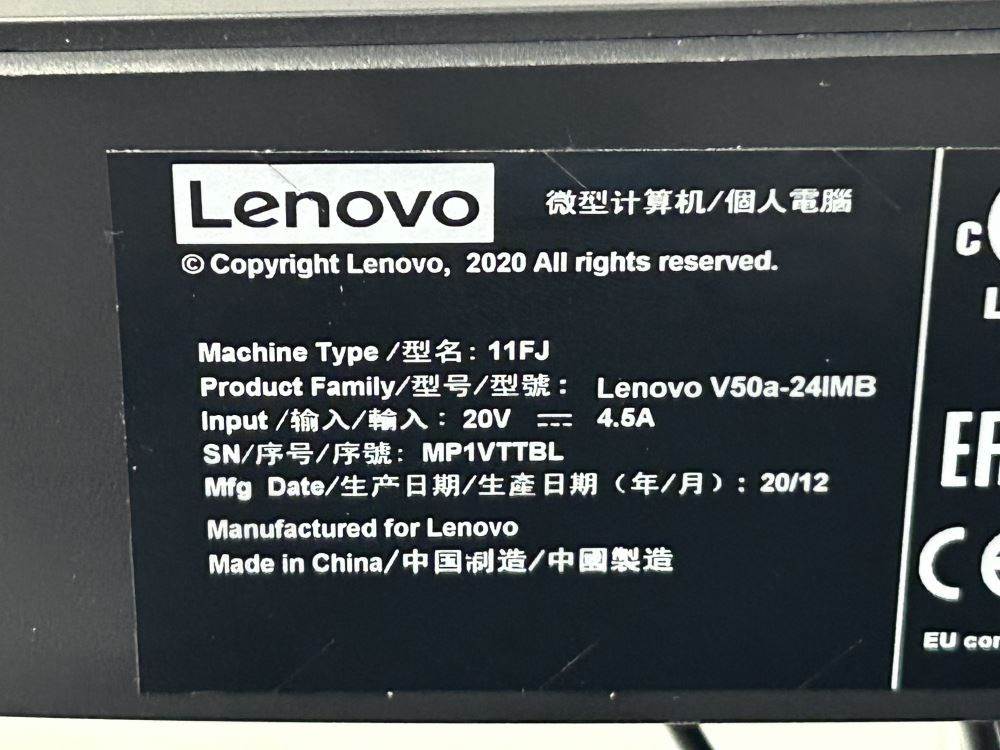 Lenovo 微型计算机/個人電腦
© Copyright Lenovo, 2020 All rights reserved.
Machine Type /型名: 11FJ
Product Family/型号/型號: Lenovo V50a-24IMB
Input /输入/輸入: 20V ⎓ 4.5A
SN/序号/序號: MP1VTTBL
Mfg Date/生产日期/生產日期（年/月）: 20/12
Manufactured for Lenovo
Made in China/中国制造/中國製造
C
CE
EU